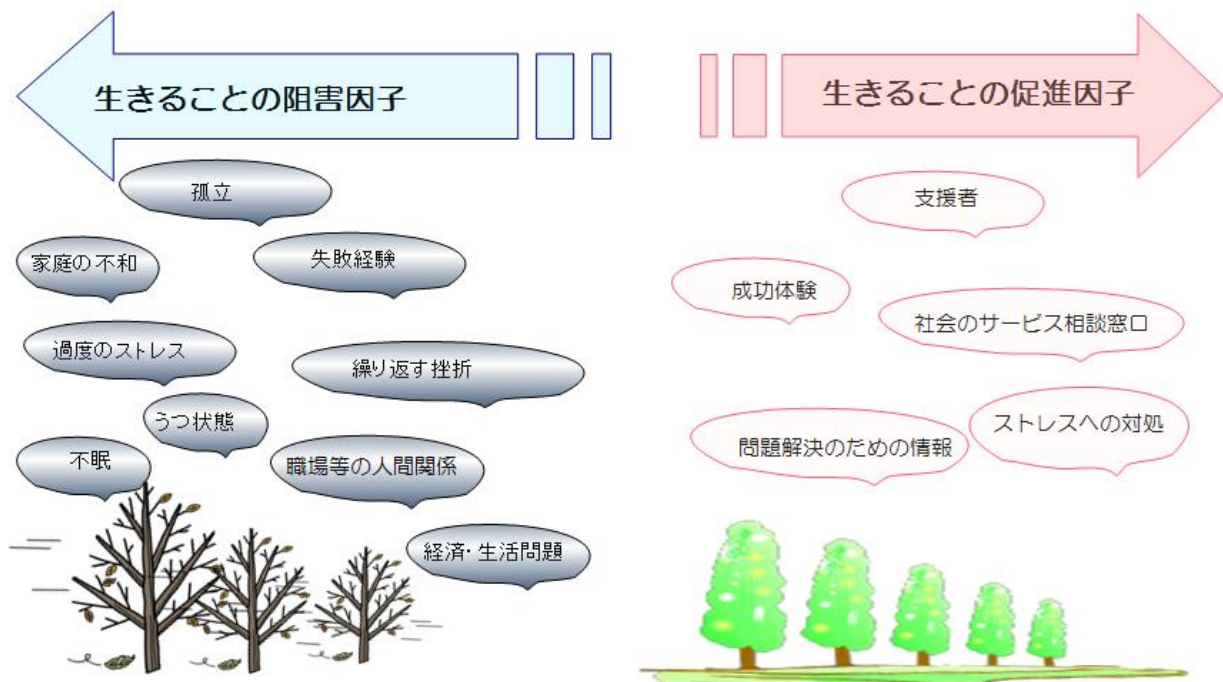 生きることの阻害因子
孤立
家庭の不和
失敗経験
過度のストレス
繰り返す挫折
うつ状態
不眠
職場等の人間関係
経済・生活問題
生きることの促進因子
支援者
成功体験
社会のサービス相談窓口
ストレスへの対処
問題解決のための情報